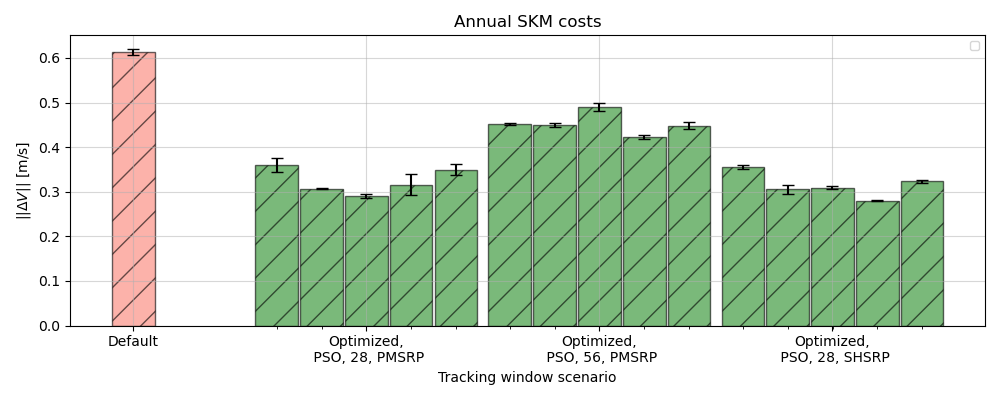 Annual SKM costs
||ΔV|| [m/s]
0.6
0.5
0.4
0.3
0.2
0.1
0.0
Default
Optimized,
PSO, 28, PMSRP
Optimized,
PSO, 56, PMSRP
Optimized,
PSO, 28, SHSRP
Tracking window scenario